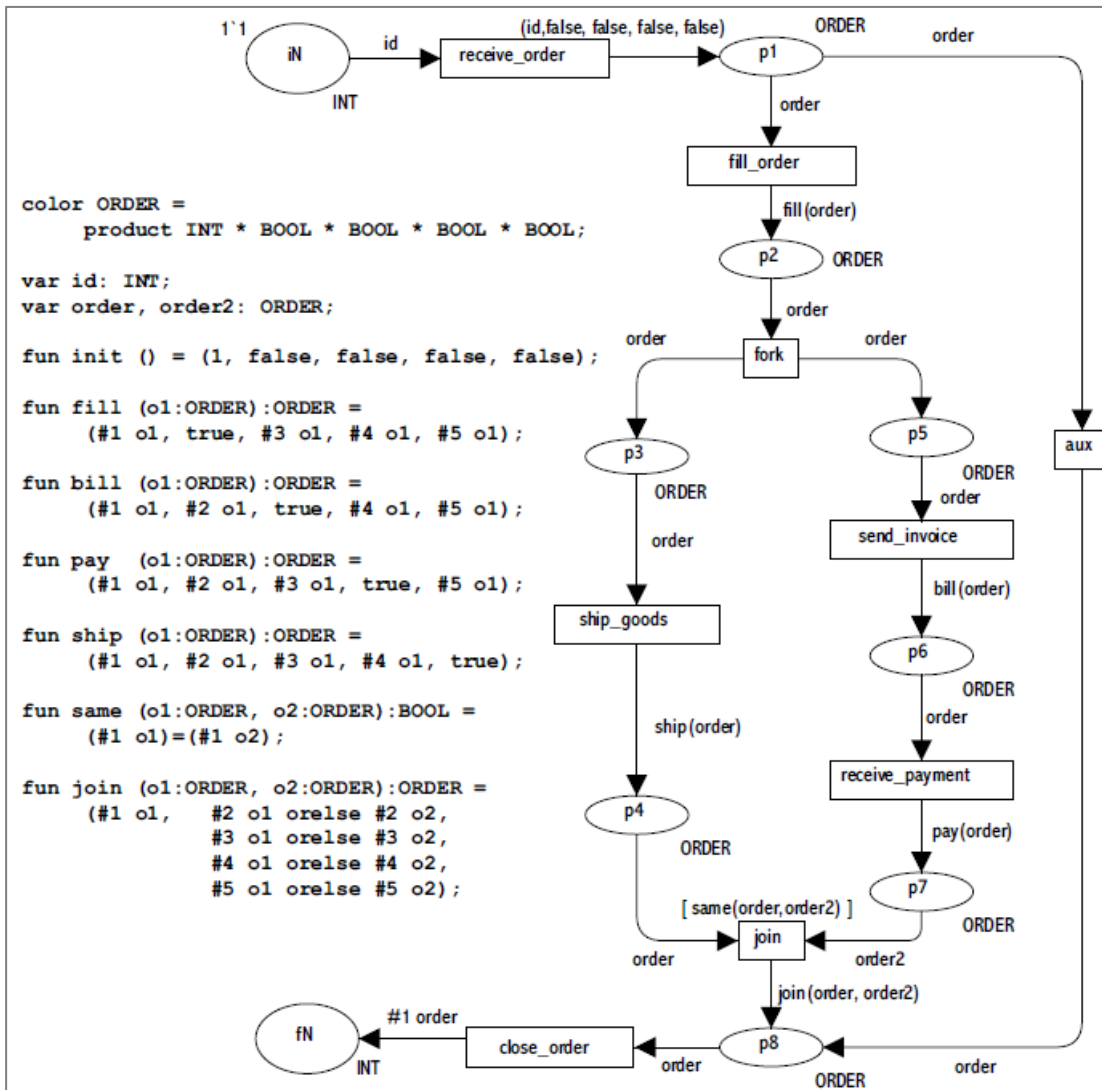 1`1
iN
INT
id
receive_order
(id,false, false, false, false)
ORDER
p1
order
order
fill_order
fill(order)
p2
ORDER
order
order
fork
order
color ORDER =
product INT * BOOL * BOOL * BOOL * BOOL;
var id: INT;
var order, order2: ORDER;
fun init () = (1, false, false, false, false);
fun fill (o1:ORDER):ORDER =
(#1 o1, true, #3 o1, #4 o1, #5 o1);
fun bill (o1:ORDER):ORDER =
(#1 o1, #2 o1, true, #4 o1, #5 o1);
fun pay (o1:ORDER):ORDER =
(#1 o1, #2 o1, #3 o1, true, #5 o1);
fun ship (o1:ORDER):ORDER =
(#1 o1, #2 o1, #3 o1, #4 o1, true);
fun same (o1:ORDER, o2:ORDER):BOOL =
(#1 o1)=(#1 o2);
fun join (o1:ORDER, o2:ORDER):ORDER =
(#1 o1, #2 o1 orelse #2 o2,
#3 o1 orelse #3 o2,
#4 o1 orelse #4 o2,
#5 o1 orelse #5 o2);
p3
ORDER
order
ship_goods
ship(order)
p4
ORDER
order
p5
ORDER
order
send_invoice
bill(order)
p6
ORDER
order
receive_payment
pay(order)
p7
ORDER
order2
aux
order
[ same(order,order2) ]
join
join(order, order2)
p8
ORDER
order
close_order
#1 order
fN
INT